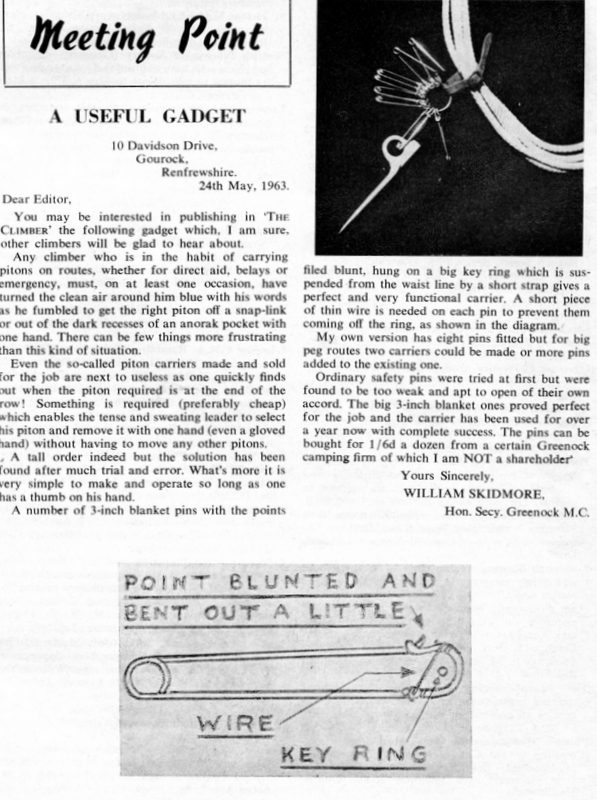 Meeting Point
A USEFUL GADGET
10 Davidson Drive,
Gourock,
Renfrewshire.
24th May, 1963.
Dear Editor,
You may be interested in publishing in 'THE
CLIMBER' the following gadget which, I am sure,
other climbers will be glad to hear about.
Any climber who is in the habit of carrying
pitons on routes, whether for direct aid, belays or
emergency, must, on at least one occasion, have
turned the clean air around him blue with his words
as he fumbled to get the right piton off a snap-link
or out of the dark recesses of an anorak pocket with
one hand. There can be few things more frustrating
than this kind of situation.
Even the so-called piton carriers made and sold
for the job are next to useless as one quickly finds
out when the piton required is at the end of the
row! Something is required (preferably cheap)
which enables the tense and sweating leader to select
his piton and remove it with one hand (even a gloved
hand) without having to move any other pitons.
A tall order indeed but the solution has been
found after much trial and error. What's more it is
very simple to make and operate so long as one
has a thumb on his hand.
A number of 3-inch blanket pins with the points
filed blunt, hung on a big key ring which is sus-
pended from the waist line by a short strap gives a
perfect and very functional carrier. A short piece
of thin wire is needed on each pin to prevent them
coming off the ring, as shown in the diagram.
My own version has eight pins fitted but for big
peg routes two carriers could be made or more pins
added to the existing one.
Ordinary safety pins were tried at first but were
found to be too weak and apt to open of their own
accord. The big 3-inch blanket ones proved perfect
for the job and the carrier has been used for over
a year now with complete success. The pins can be
bought for 1/6d a dozen from a certain Greenock
camping firm of which I am NOT a shareholder'
Yours Sincerely,
WILLIAM SKIDMORE,
Hon. Secy. Greenock M.C.
POINT BLUNTED AND
BENT OUT A LITTLE
WIRE
KEY RING